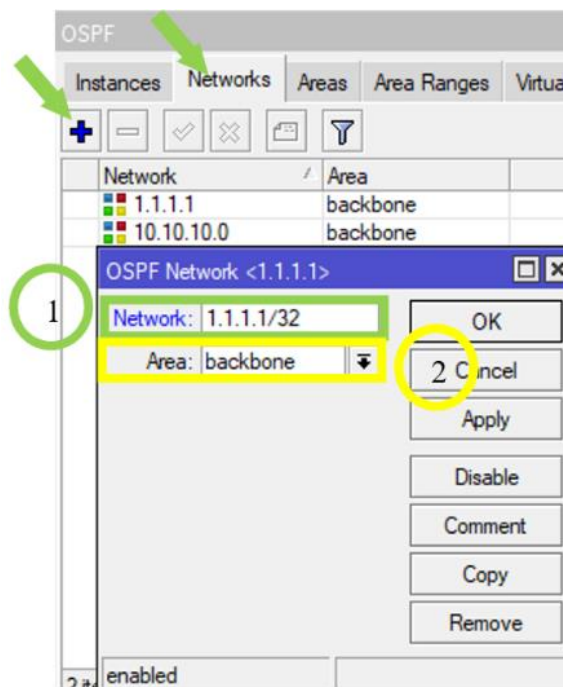 OSPF
Instances Networks Areas Area Ranges Virtua
Network Area
1.1.1.1 backbone
10.10.10.0 backbone
OSPF Network <1.1.1.1>
1 Network: 1.1.1.1/32 OK
Area: backbone 2 Cancel
Apply
Disable
Comment
Copy
Remove
enabled